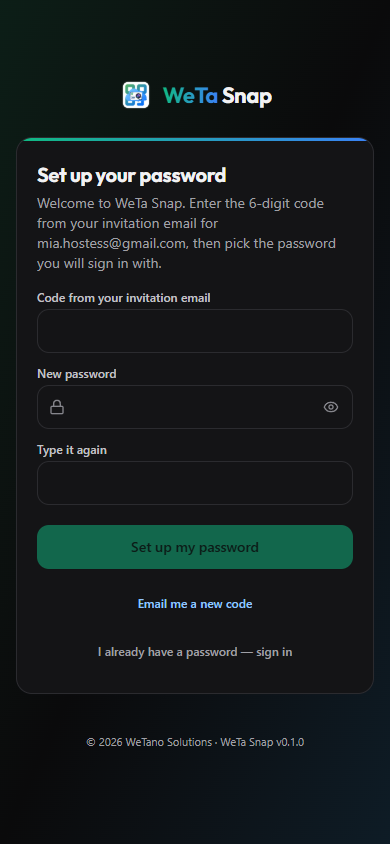 WeTa Snap
Set up your password
Welcome to WeTa Snap. Enter the 6-digit code
from your invitation email for
mia.hostess@gmail.com, then pick the password
you will sign in with.
Code from your invitation email
New password
Type it again
Set up my password
Email me a new code
I already have a password — sign in
© 2026 WeTano Solutions · WeTa Snap v0.1.0